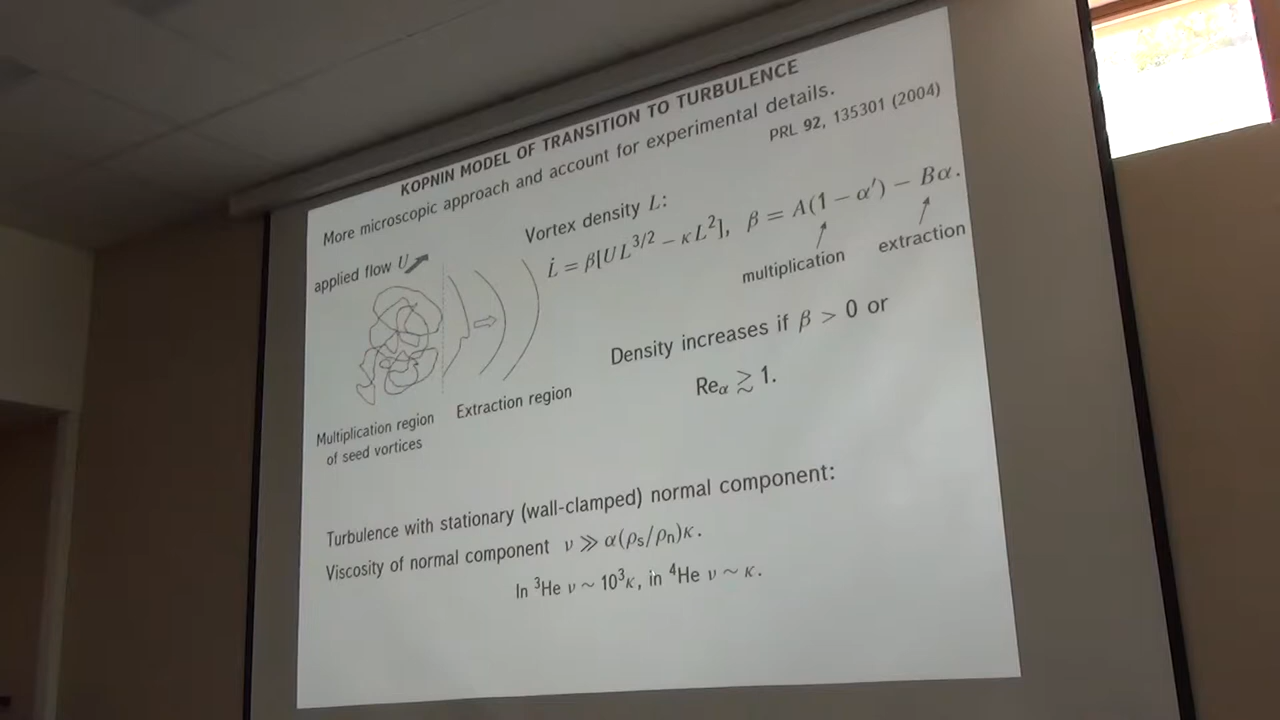 KOPNIN MODEL OF TRANSITION TO TURBULENCE
More microscopic approach and account for experimental details.
PRL 92, 135301 (2004)
Vortex density L:
L̇ = β[UL^{3/2} − κL²], β = A(1 − α′) − Bα.
multiplication
extraction
applied flow U
Multiplication region
of seed vortices
Extraction region
Density increases if β > 0 or
Re_α ≳ 1.
Turbulence with stationary (wall-clamped) normal component:
Viscosity of normal component ν ≫ α(ρ_s/ρ_n)κ.
In ³He ν ~ 10³κ, in ⁴He ν ~ κ.